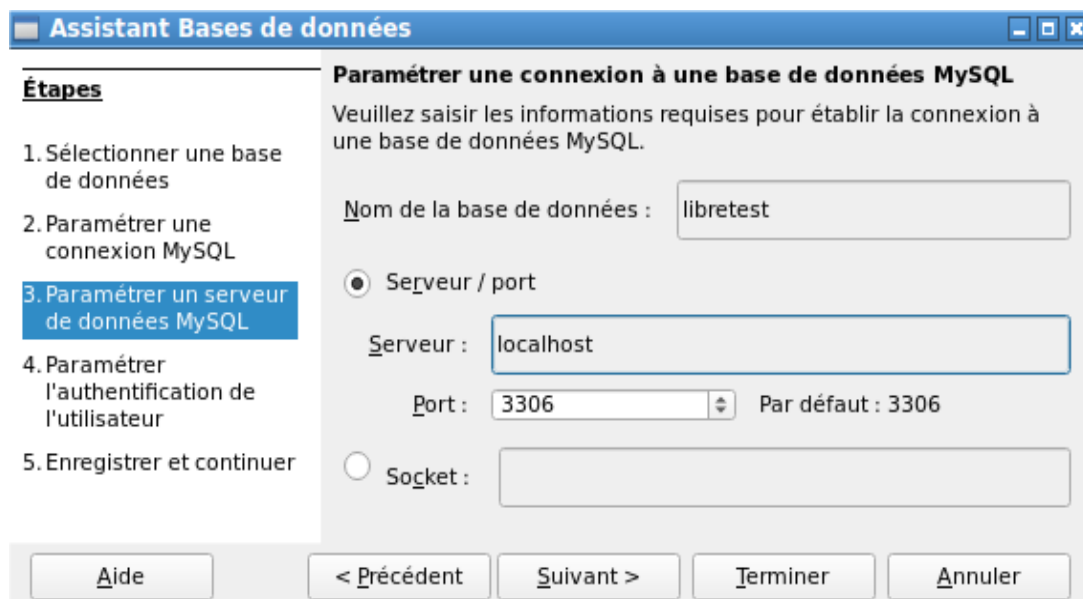 Assistant Bases de données
Étapes
1. Sélectionner une base
de données
2. Paramétrer une
connexion MySQL
3. Paramétrer un serveur
de données MySQL
4. Paramétrer
l'authentification de
l'utilisateur
5. Enregistrer et continuer
Paramétrer une connexion à une base de données MySQL
Veuillez saisir les informations requises pour établir la connexion à
une base de données MySQL.
Nom de la base de données : libretest
Serveur / port
Serveur : localhost
Port : 3306 Par défaut : 3306
Socket :
Aide < Précédent Suivant > Terminer Annuler